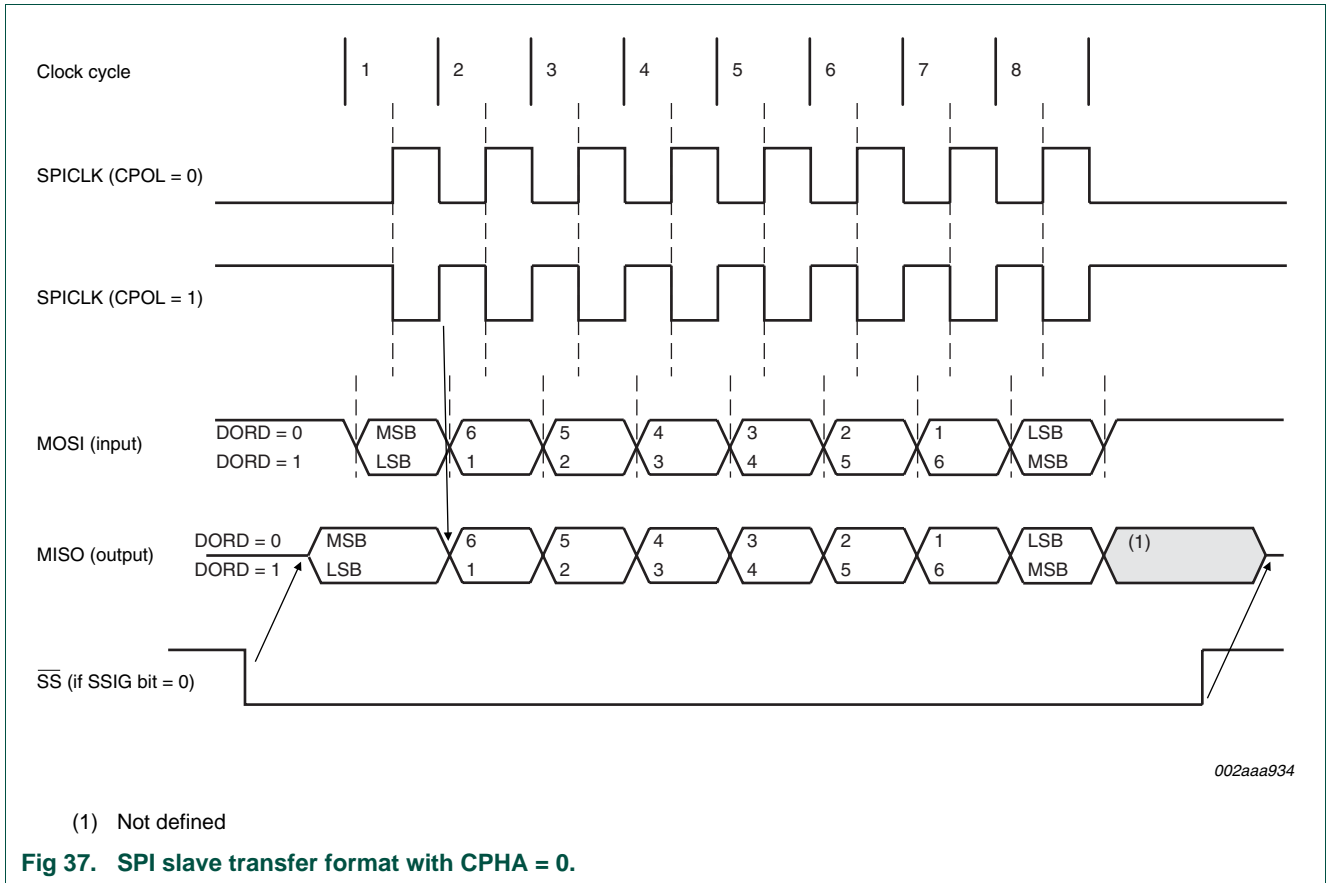 Clock cycle 1 2 3 4 5 6 7 8
SPICLK (CPOL = 0)
SPICLK (CPOL = 1)
MOSI (input)
DORD = 0 MSB 6 5 4 3 2 1 LSB
DORD = 1 LSB 1 2 3 4 5 6 MSB
MISO (output)
DORD = 0 MSB 6 5 4 3 2 1 LSB (1)
DORD = 1 LSB 1 2 3 4 5 6 MSB
SS (if SSIG bit = 0)
002aaa934
(1) Not defined
Fig 37. SPI slave transfer format with CPHA = 0.